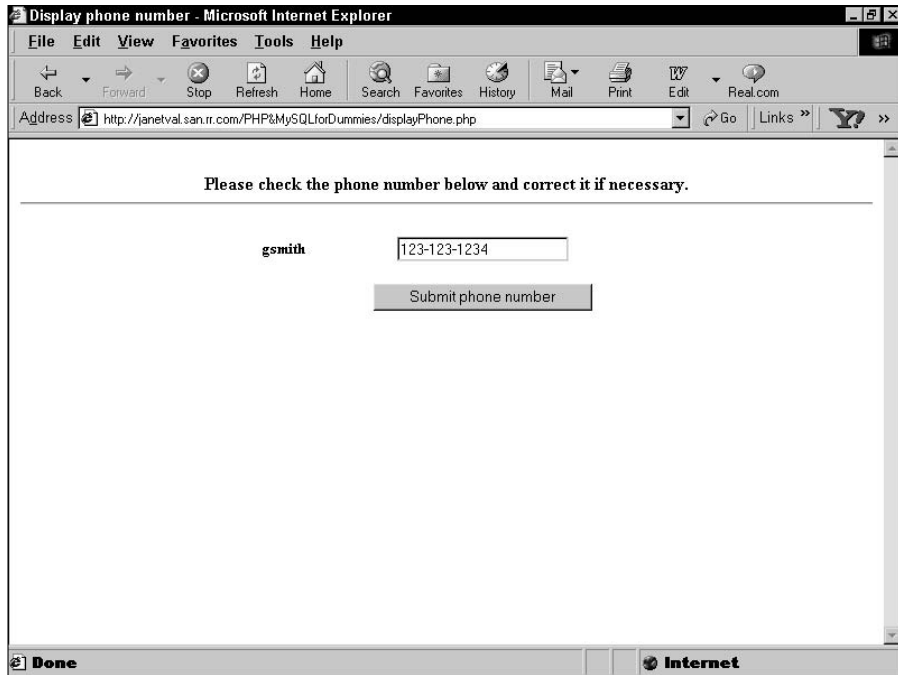 Display phone number - Microsoft Internet Explorer
File Edit View Favorites Tools Help
Back Forward Stop Refresh Home Search Favorites History Mail Print Edit Real.com
Address http://janetval.san.rr.com/PHP&MySQLforDummies/displayPhone.php Go Links » Y! »
Please check the phone number below and correct it if necessary.
gsmith 123-123-1234
Submit phone number
Done Internet